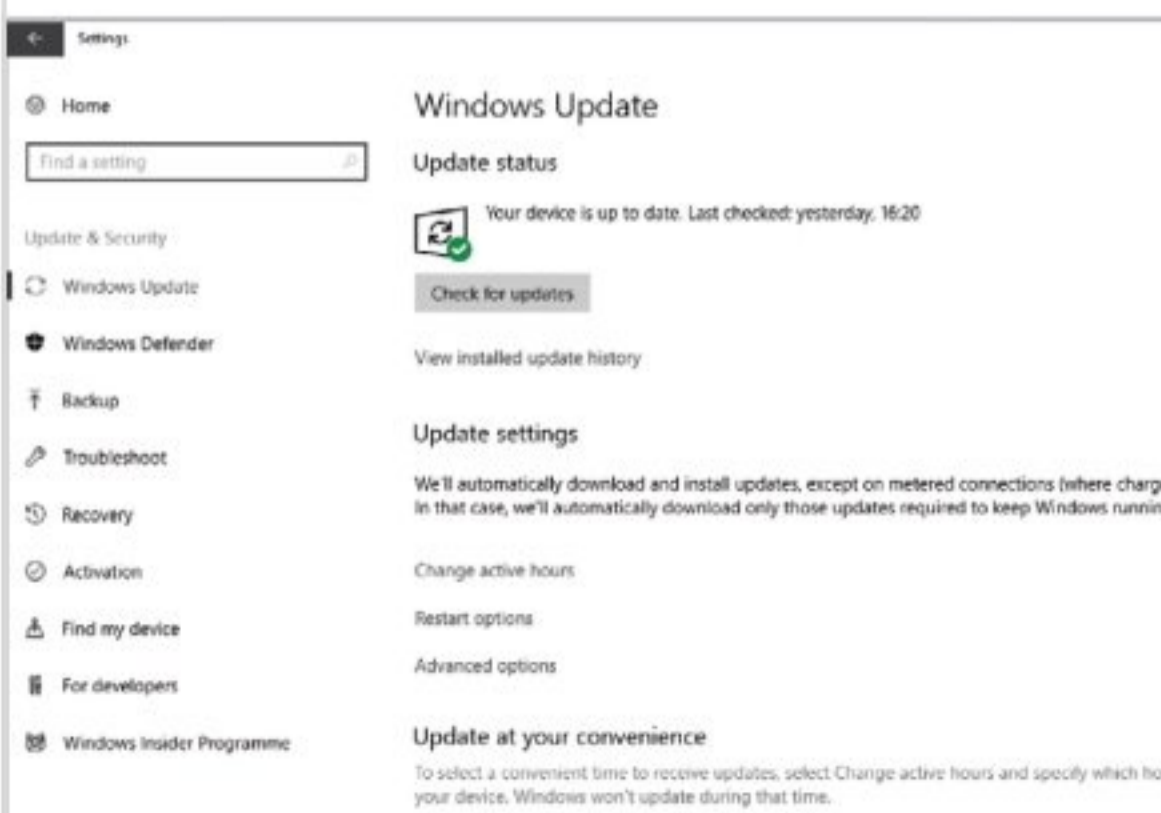 Settings
Home
Find a setting
Update & Security
Windows Update
Windows Defender
Backup
Troubleshoot
Recovery
Activation
Find my device
For developers
Windows Insider Programme
Windows Update
Update status
Your device is up to date. Last checked: yesterday, 16:20
Check for updates
View installed update history
Update settings
We'll automatically download and install updates, except on metered connections (where charg
In that case, we'll automatically download only those updates required to keep Windows runnin
Change active hours
Restart options
Advanced options
Update at your convenience
To select a convenient time to receive updates, select Change active hours and specify which ho
your device. Windows won't update during that time.